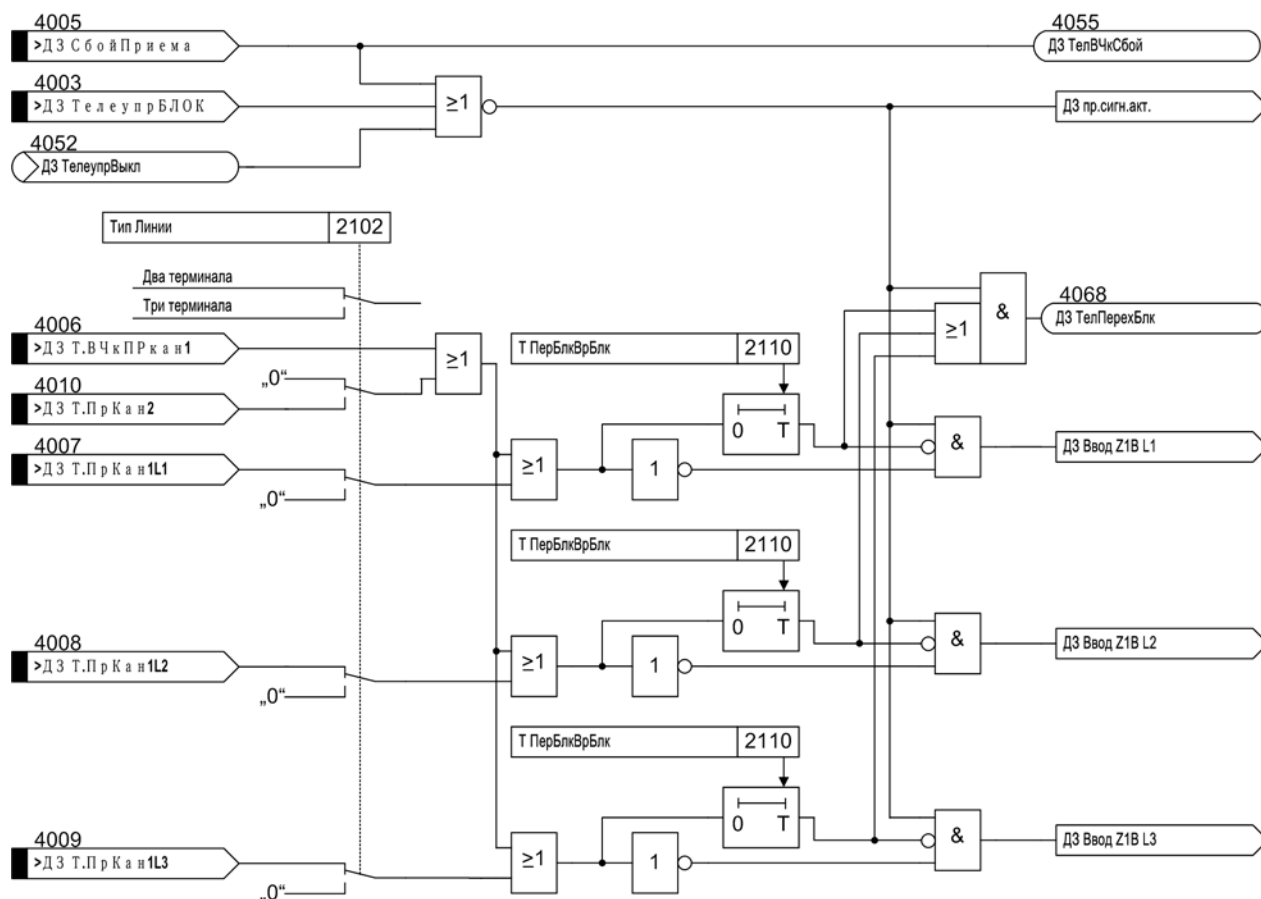 4005
>ДЗ СбойПриема
4055
ДЗ ТелВЧкСбой
4003
>ДЗ ТелеупрБЛОК
≥1
ДЗ пр.сигн.акт.
4052
ДЗ ТелеупрВыкл
Тип Линии 2102
Два терминала
Три терминала
4006
>ДЗ Т.ВЧкПРкан1
≥1
4010
„0“
>ДЗ Т.ПрКан2
4007
>ДЗ Т.ПрКан1L1
„0“
Т ПерБлкВрБлк 2110
0 T
≥1
1
≥1
&
4068
ДЗ ТелПерехБлк
&
ДЗ Ввод Z1B L1
Т ПерБлкВрБлк 2110
0 T
4008
>ДЗ Т.ПрКан1L2
„0“
≥1
1
&
ДЗ Ввод Z1B L2
Т ПерБлкВрБлк 2110
0 T
4009
>ДЗ Т.ПрКан1L3
„0“
≥1
1
&
ДЗ Ввод Z1B L3